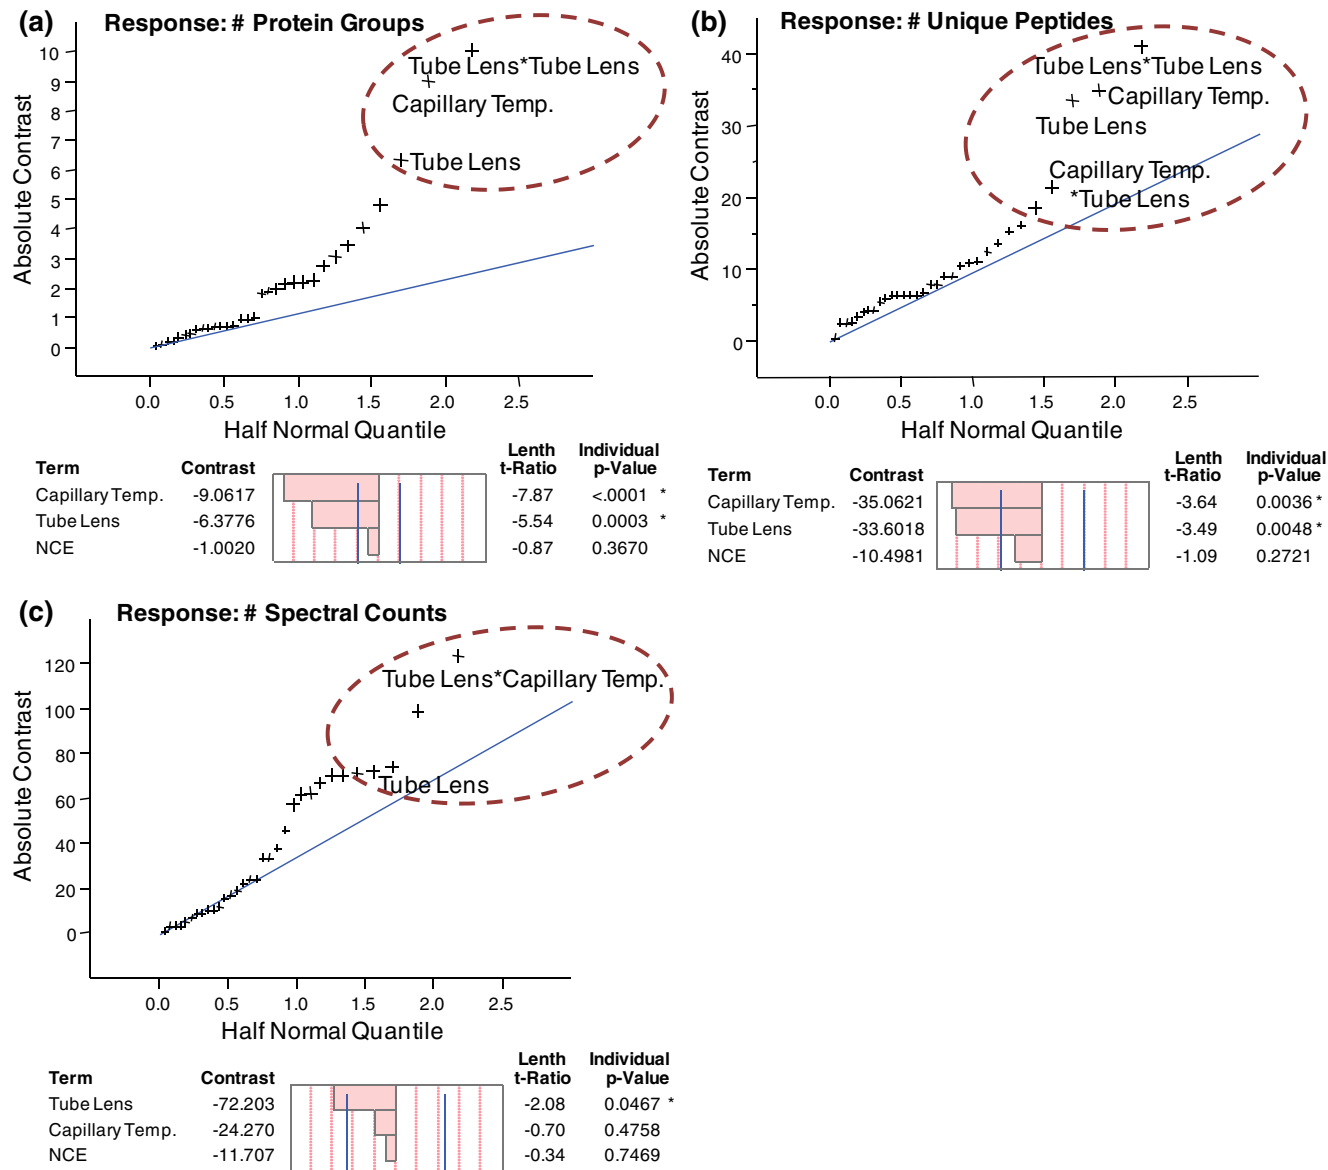 (a) Response: # Protein Groups
Absolute Contrast
10
9
8
7
6
5
4
3
2
1
0
Tube Lens*Tube Lens
Capillary Temp.
Tube Lens
0.0 0.5 1.0 1.5 2.0 2.5
Half Normal Quantile
Term Contrast Lenth t-Ratio Individual p-Value
Capillary Temp. -9.0617 -7.87 <.0001 *
Tube Lens -6.3776 -5.54 0.0003 *
NCE -1.0020 -0.87 0.3670
(b) Response: # Unique Peptides
Absolute Contrast
40
30
20
10
0
Tube Lens*Tube Lens
Capillary Temp.
Tube Lens
Capillary Temp.
*Tube Lens
0.0 0.5 1.0 1.5 2.0 2.5
Half Normal Quantile
Term Contrast Lenth t-Ratio Individual p-Value
Capillary Temp. -35.0621 -3.64 0.0036 *
Tube Lens -33.6018 -3.49 0.0048 *
NCE -10.4981 -1.09 0.2721
(c) Response: # Spectral Counts
Absolute Contrast
120
100
80
60
40
20
0
Tube Lens*Capillary Temp.
Tube Lens
0.0 0.5 1.0 1.5 2.0 2.5
Half Normal Quantile
Term Contrast Lenth t-Ratio Individual p-Value
Tube Lens -72.203 -2.08 0.0467 *
Capillary Temp. -24.270 -0.70 0.4758
NCE -11.707 -0.34 0.7469